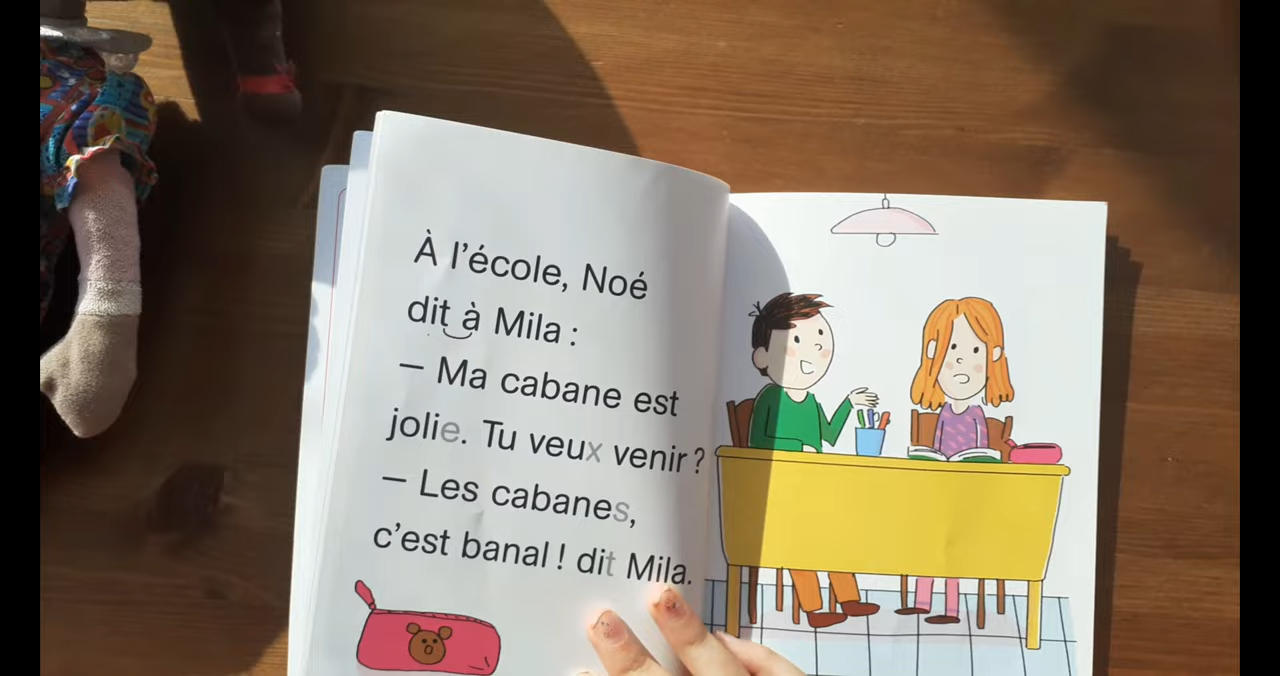 À l'école, Noé
dit à Mila :
– Ma cabane est
jolie. Tu veux venir ?
– Les cabanes,
c'est banal ! dit Mila.